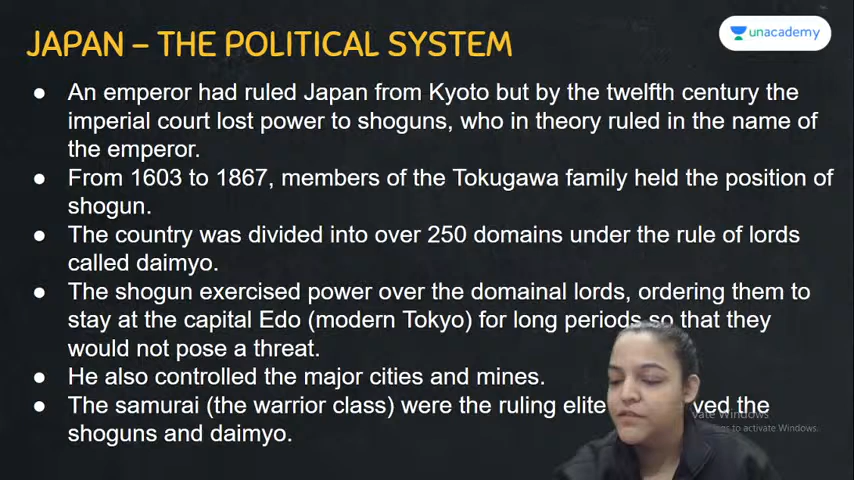 JAPAN – THE POLITICAL SYSTEM
unacademy
● An emperor had ruled Japan from Kyoto but by the twelfth century the
imperial court lost power to shoguns, who in theory ruled in the name of
the emperor.
● From 1603 to 1867, members of the Tokugawa family held the position of
shogun.
● The country was divided into over 250 domains under the rule of lords
called daimyo.
● The shogun exercised power over the domainal lords, ordering them to
stay at the capital Edo (modern Tokyo) for long periods so that they
would not pose a threat.
● He also controlled the major cities and mines.
● The samurai (the warrior class) were the ruling elite ved the
shoguns and daimyo.
vate Windows
to activate Windows.